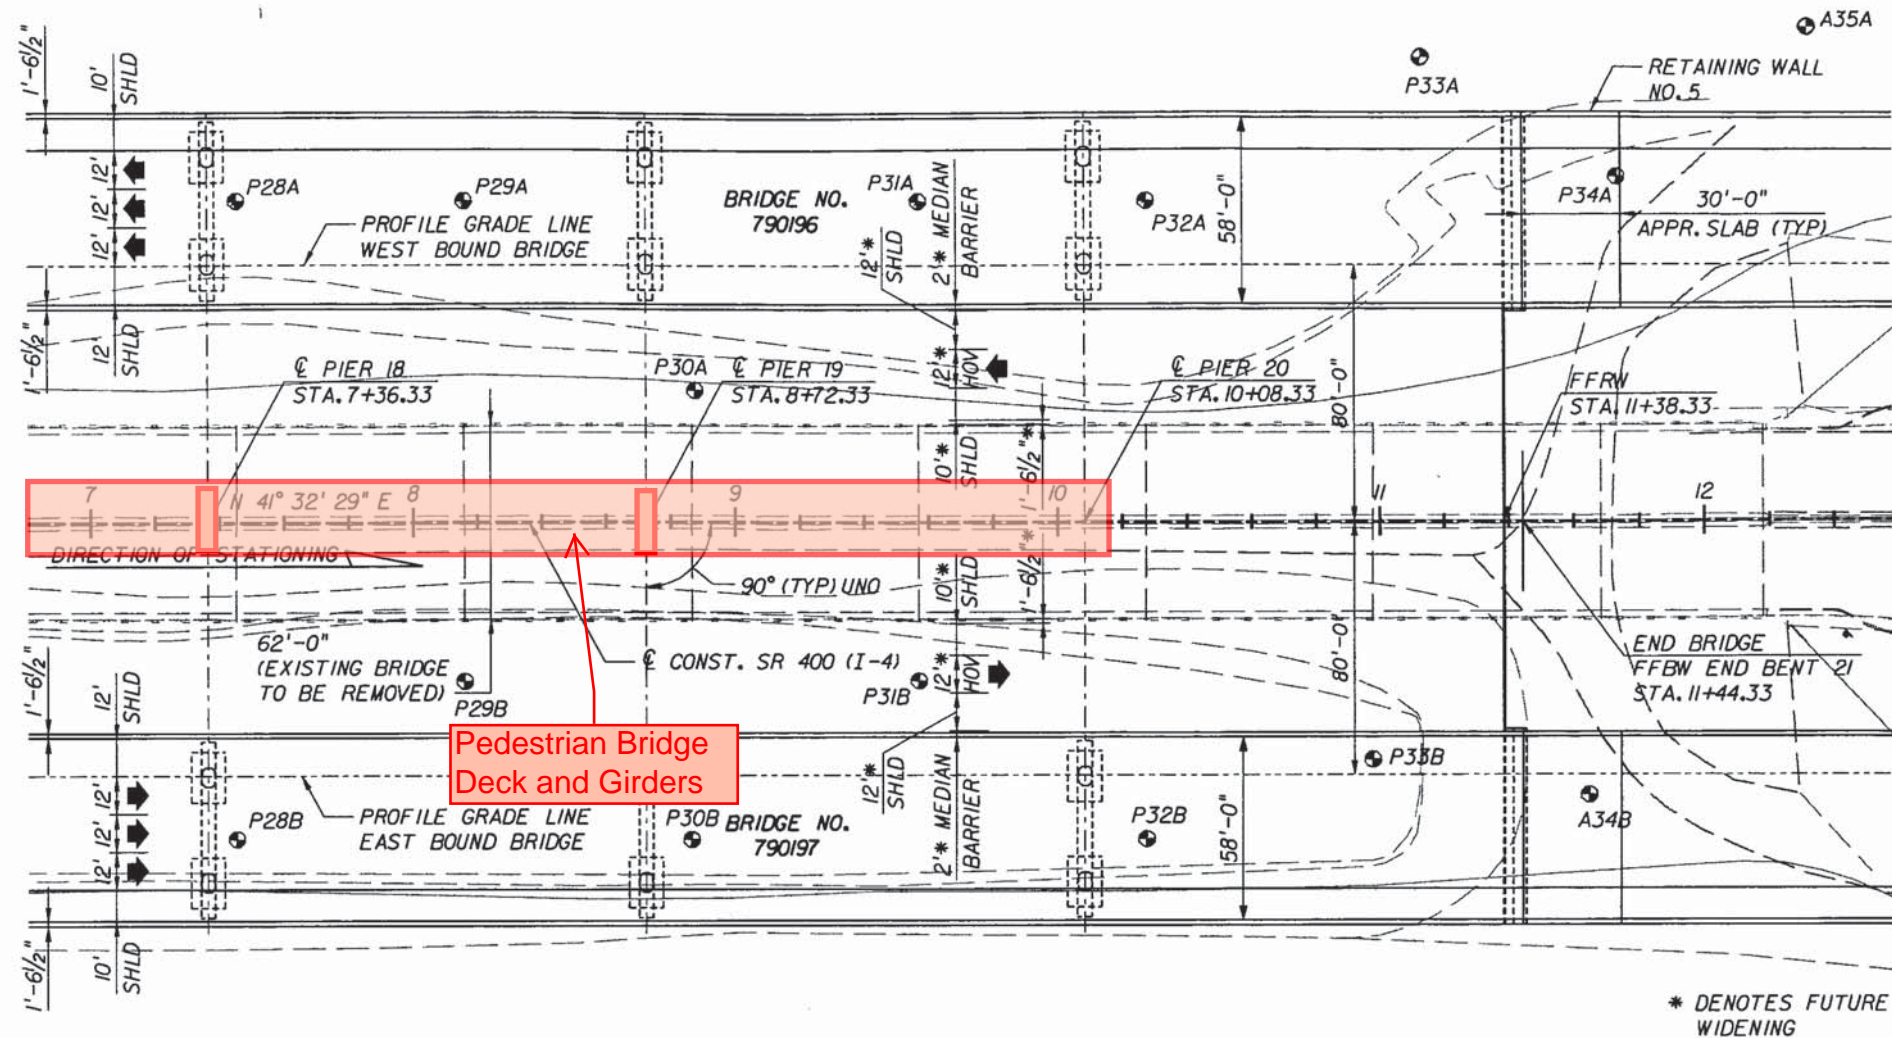 A35A
P33A
RETAINING WALL
NO. 5
1'-6½"
10'
SHLD
12'
12'
12'
P28A
P29A
PROFILE GRADE LINE
WEST BOUND BRIDGE
BRIDGE NO.
790196
P31A
12'*
SHLD
2'* MEDIAN
BARRIER
P32A
58'-0"
P34A
30'-0"
APPR. SLAB (TYP)
1'-6½"
12'
SHLD
℄ PIER 18
STA. 7+36.33
P30A
℄ PIER 19
STA. 8+72.33
12'*
HOV
℄ PIER 20
STA. 10+08.33
80'-0"
FFRW
STA. 11+38.33
10'*
SHLD
1'-6½"*
7
N 41° 32' 29" E
8
9
10
11
12
DIRECTION OF STATIONING
90° (TYP) UNO
10'*
SHLD
1'-6½"*
62'-0"
(EXISTING BRIDGE
TO BE REMOVED)
P29B
℄ CONST. SR 400 (I-4)
P31B
12'*
HOV
80'-0"
END BRIDGE
FFBW END BENT 21
STA. 11+44.33
1'-6½"
12'
SHLD
Pedestrian Bridge
Deck and Girders
12'*
SHLD
2'* MEDIAN
BARRIER
P33B
12'
12'
12'
P28B
PROFILE GRADE LINE
EAST BOUND BRIDGE
P30B
BRIDGE NO.
790197
P32B
58'-0"
A34B
1'-6½"
10'
SHLD
* DENOTES FUTURE
WIDENING